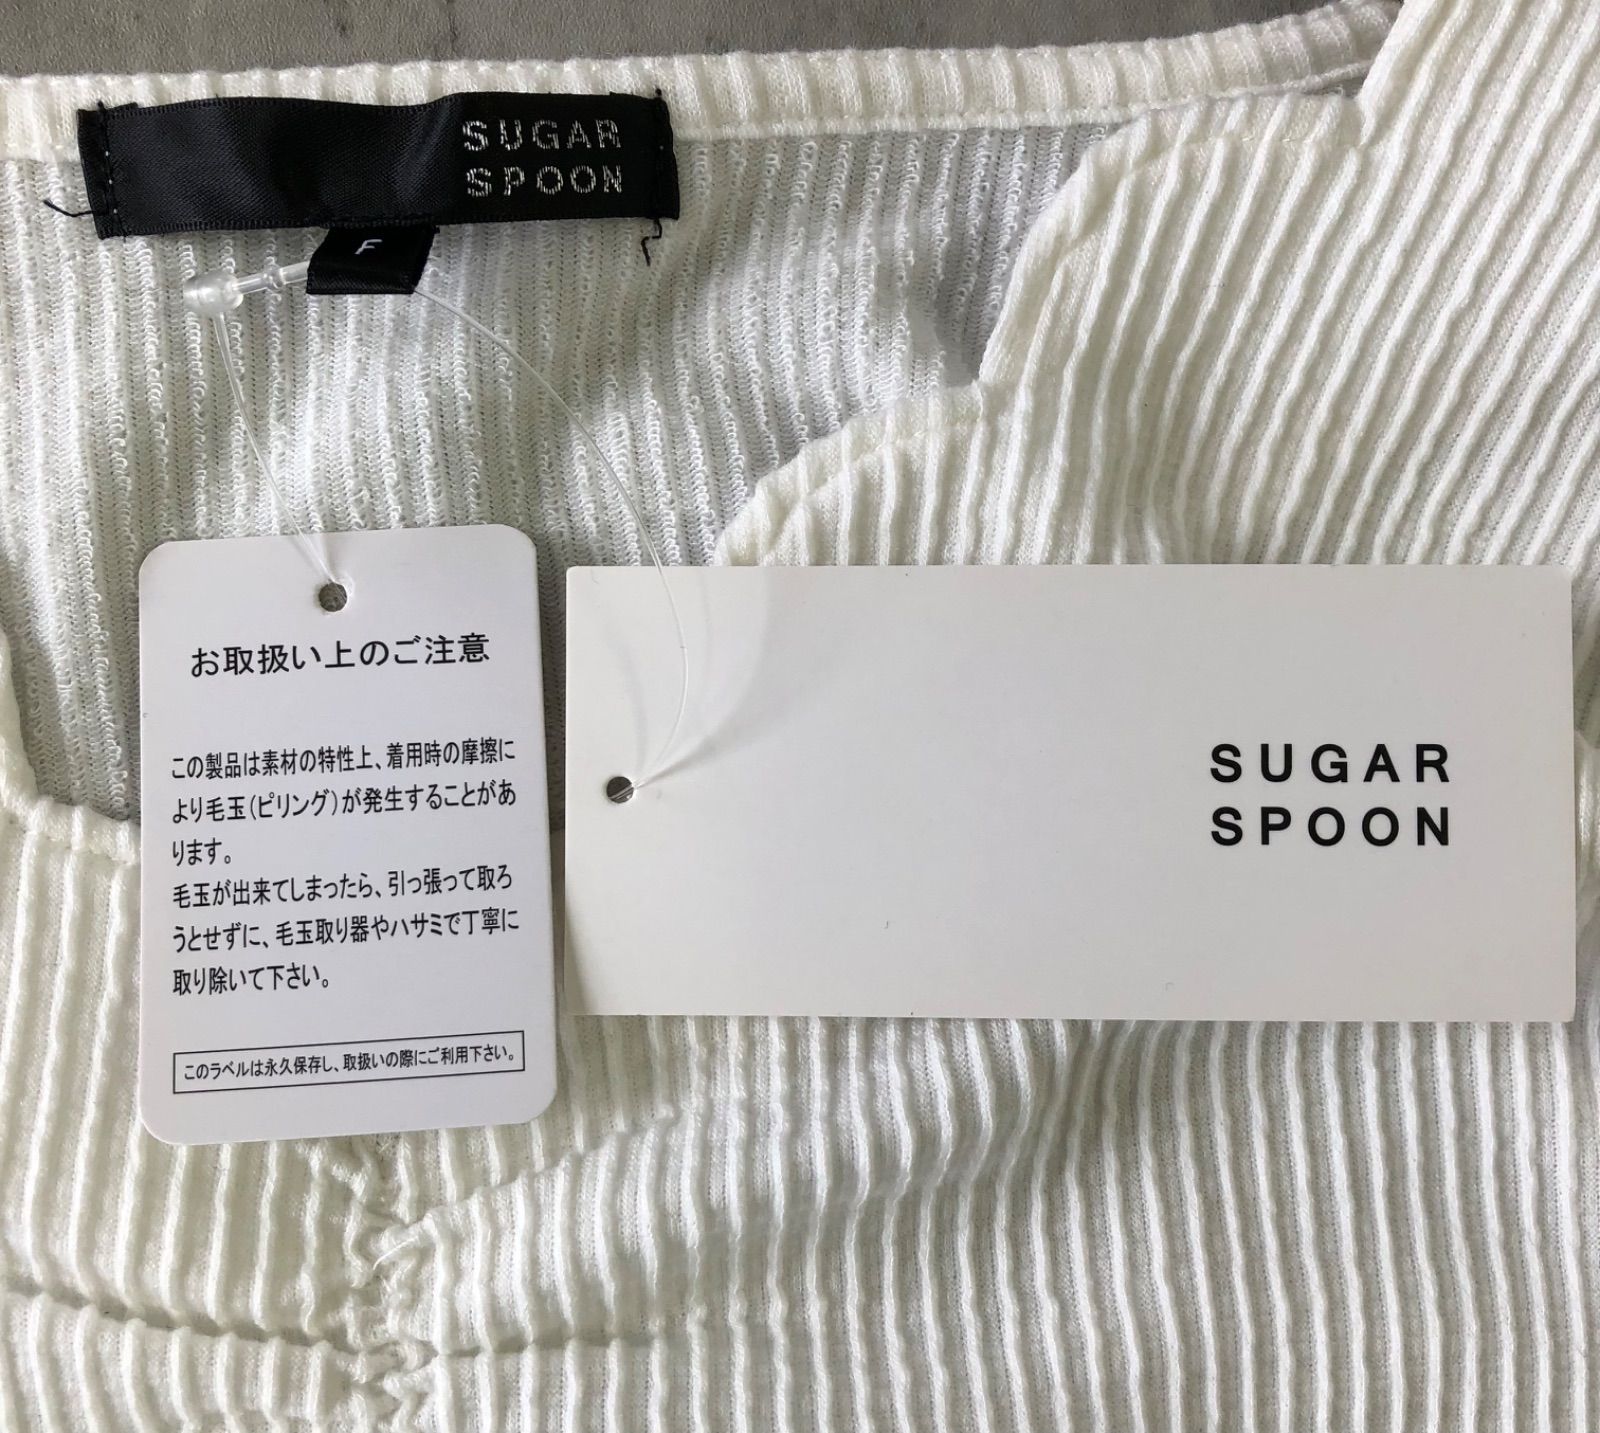 SUGAR
SPOON
F
お取扱い上のご注意
この製品は素材の特性上、着用時の摩擦に
より毛玉(ピリング)が発生することがあ
ります。
毛玉が出来てしまったら、引っ張って取ろ
うとせずに、毛玉取り器やハサミで丁寧に
取り除いて下さい。
このラベルは永久保存し、取扱いの際にご利用下さい。
SUGAR
SPOON